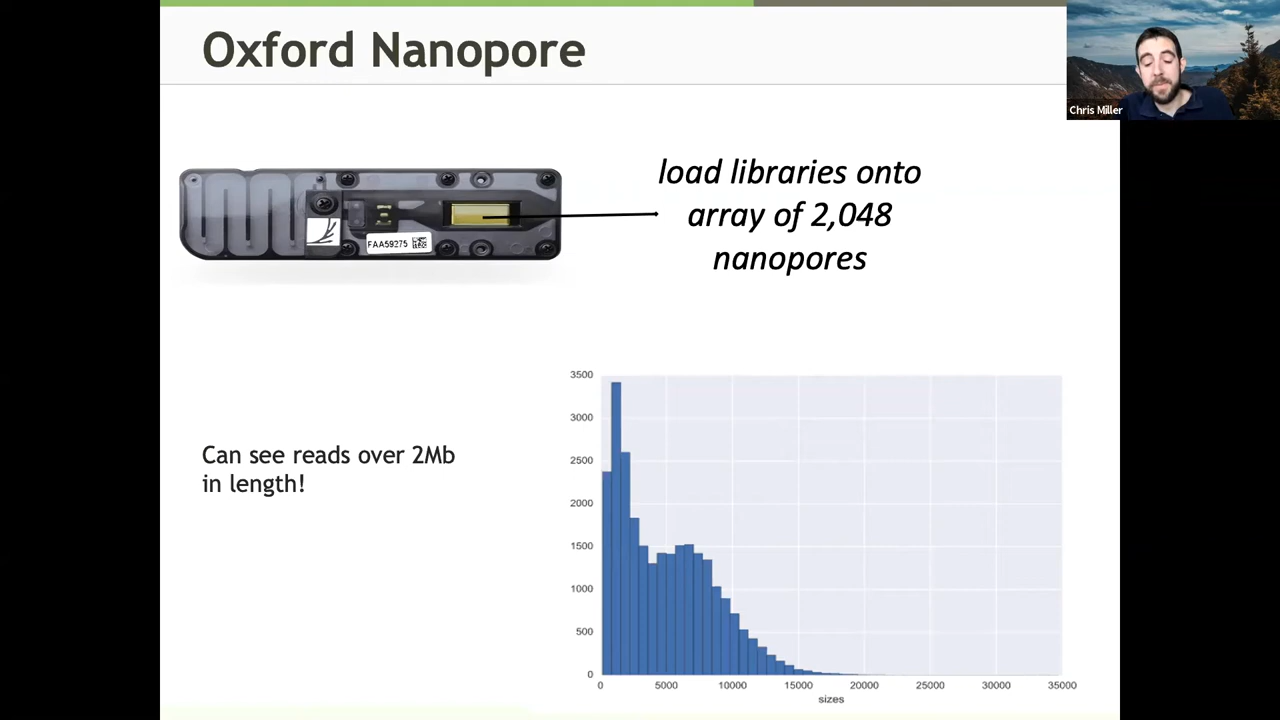 Oxford Nanopore
Chris Miller
load libraries onto
array of 2,048
nanopores
FAA59275
Can see reads over 2Mb
in length!
3500
3000
2500
2000
1500
1000
500
0
0 5000 10000 15000 20000 25000 30000 35000
sizes